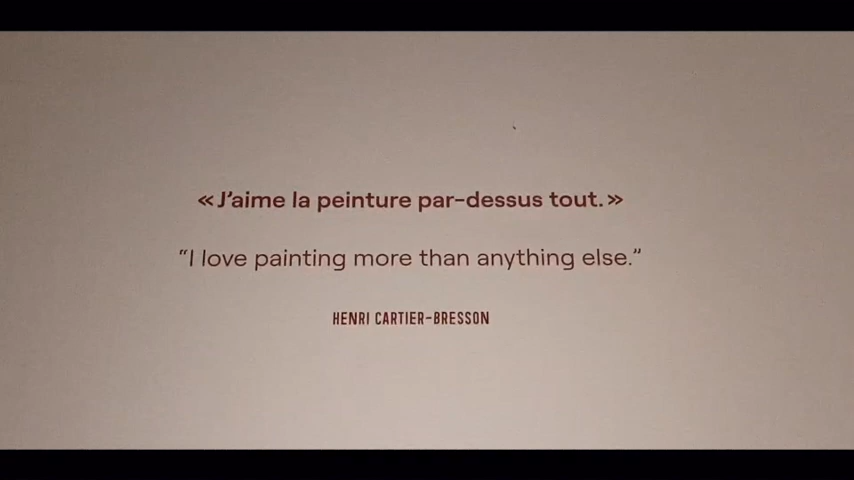 «J'aime la peinture par-dessus tout.»
“I love painting more than anything else.”
HENRI CARTIER-BRESSON